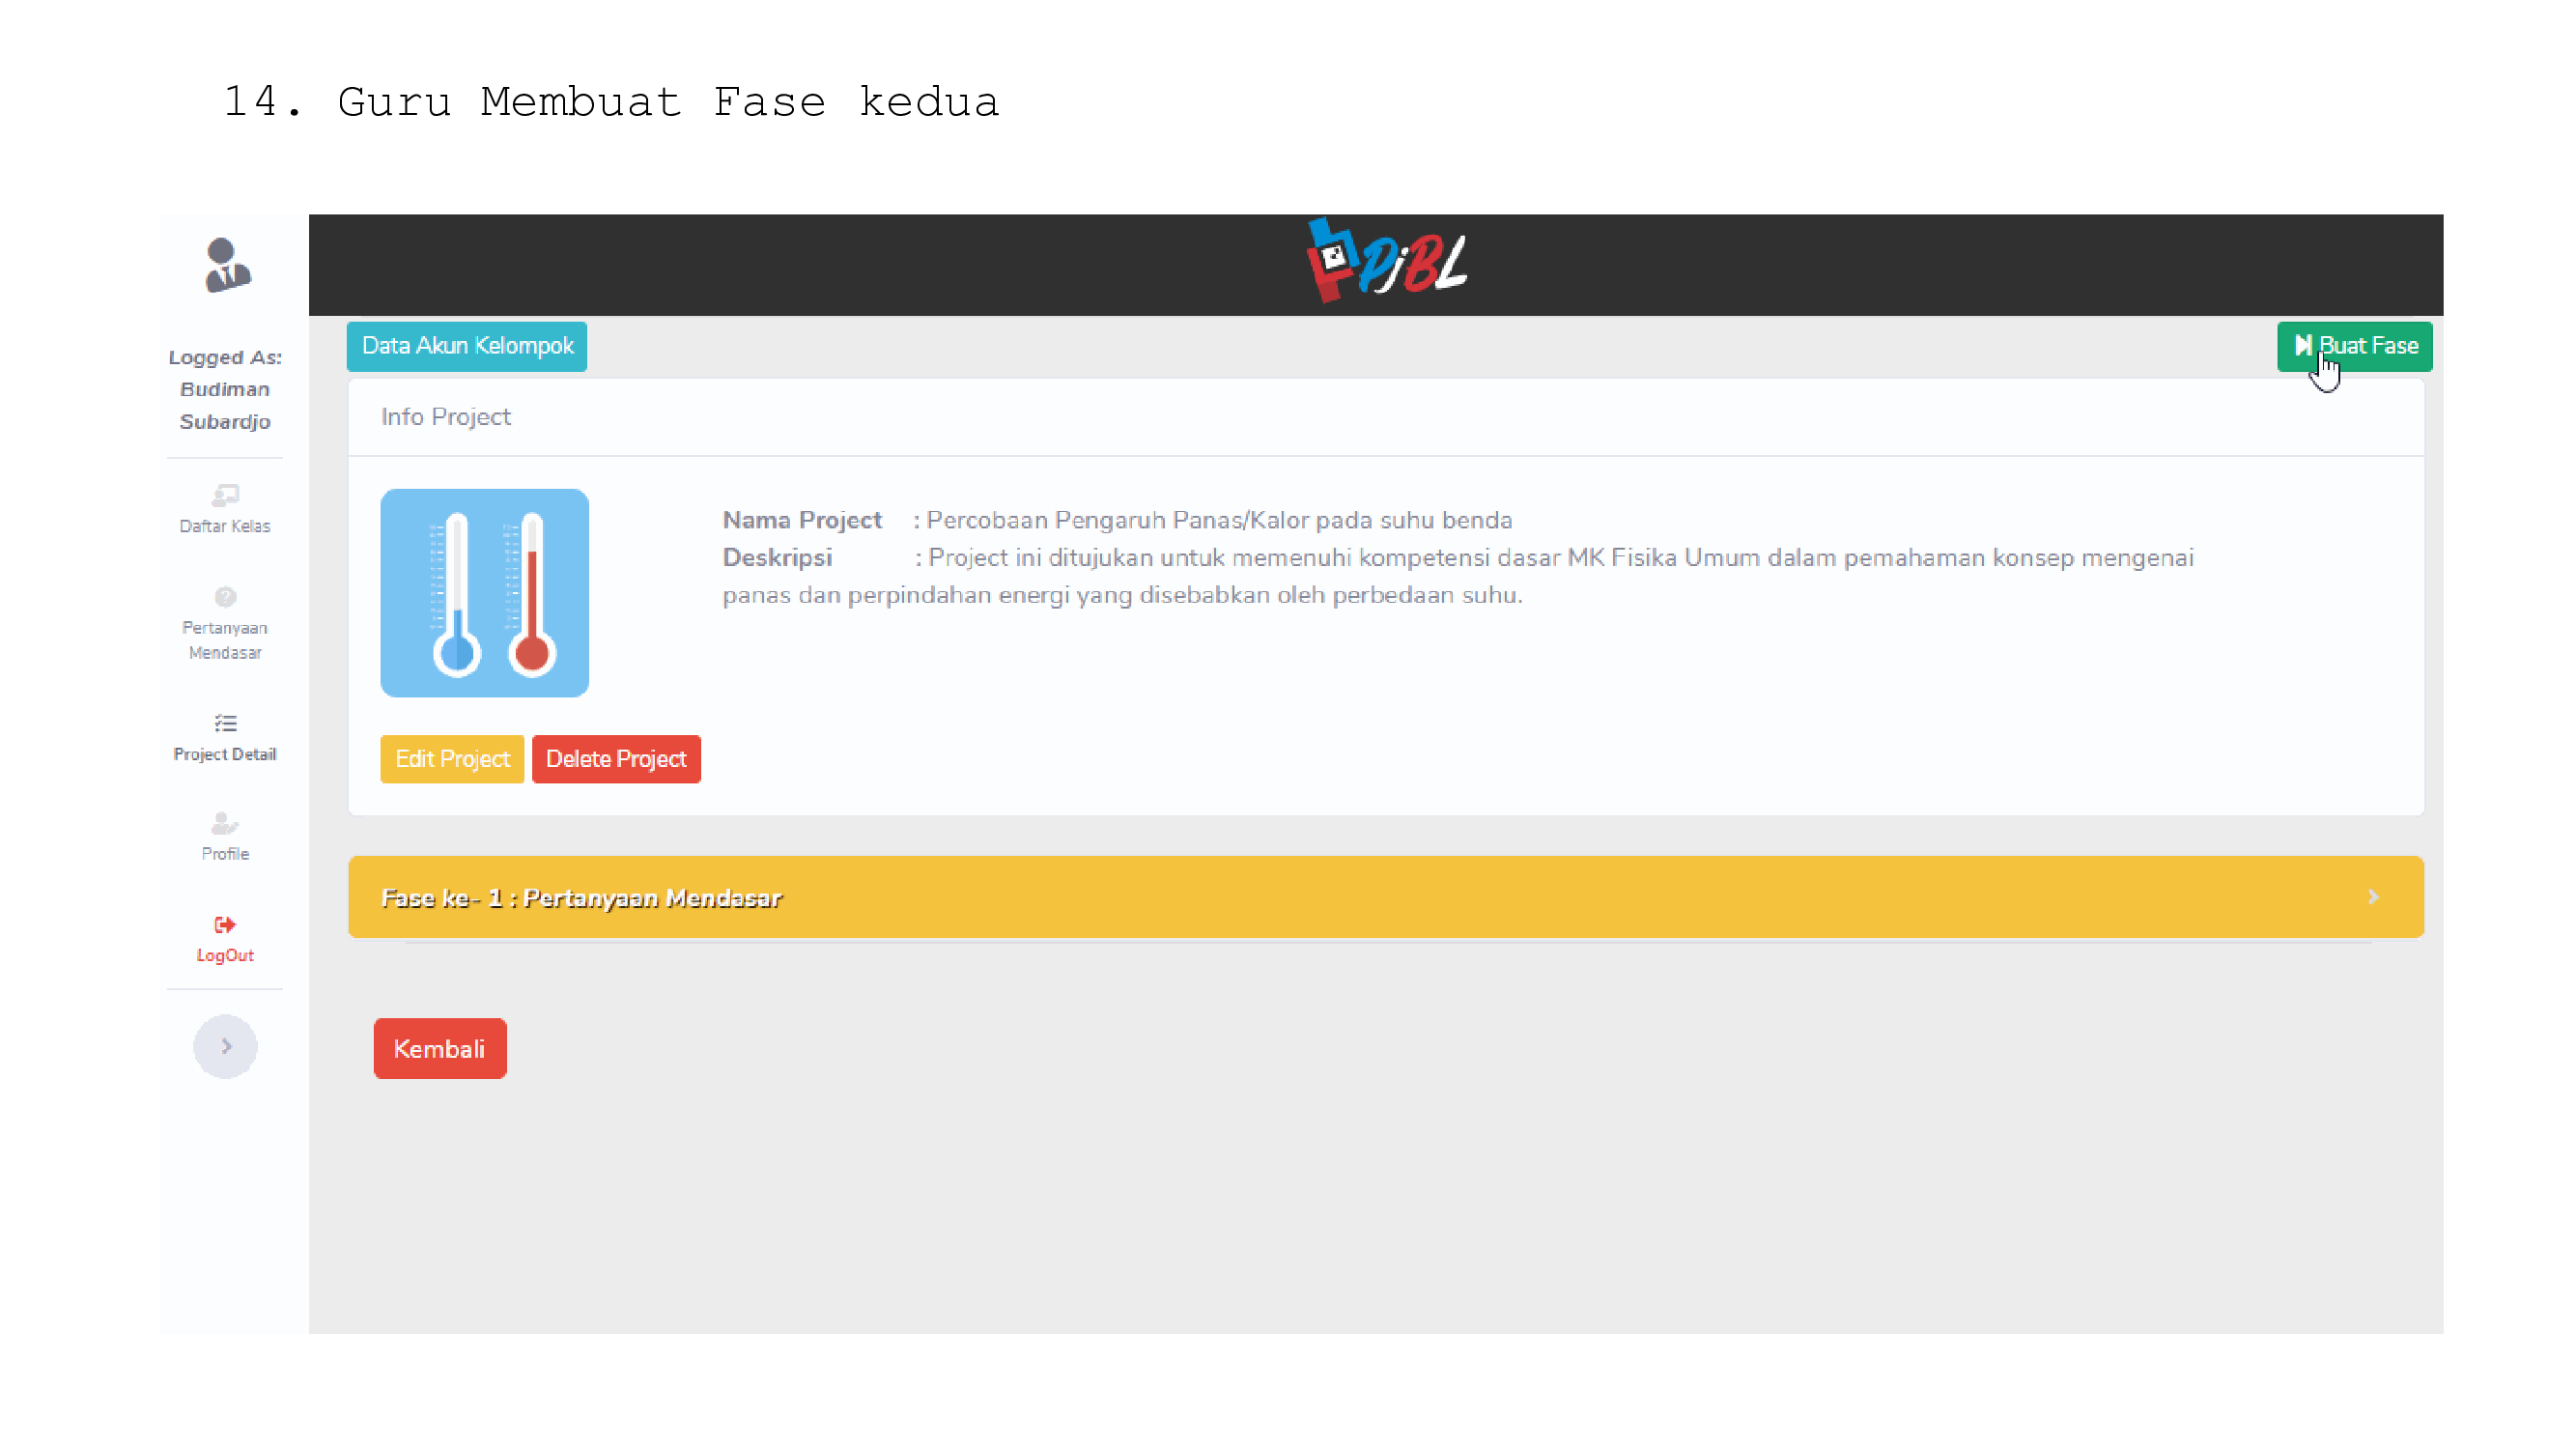 14. Guru Membuat Fase kedua
PjBL
Logged As:
Budiman
Subardjo
Daftar Kelas
Pertanyaan
Mendasar
Project Detail
Profile
LogOut
Data Akun Kelompok
Buat Fase
Info Project
Nama Project : Percobaan Pengaruh Panas/Kalor pada suhu benda
Deskripsi : Project ini ditujukan untuk memenuhi kompetensi dasar MK Fisika Umum dalam pemahaman konsep mengenai
panas dan perpindahan energi yang disebabkan oleh perbedaan suhu.
Edit Project
Delete Project
Fase ke- 1 : Pertanyaan Mendasar
Kembali